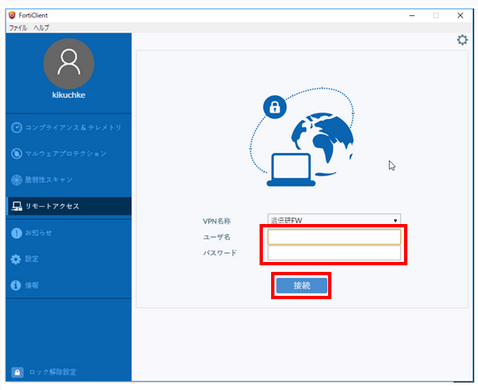 FortiClient
ファイル ヘルプ
kikuchke
コンプライアンス & テレメトリ
マルウェアプロテクション
脆弱性スキャン
リモートアクセス
お知らせ
設定
情報
ロック解除設定
VPN名称
遺伝研FW
ユーザ名
パスワード
接続